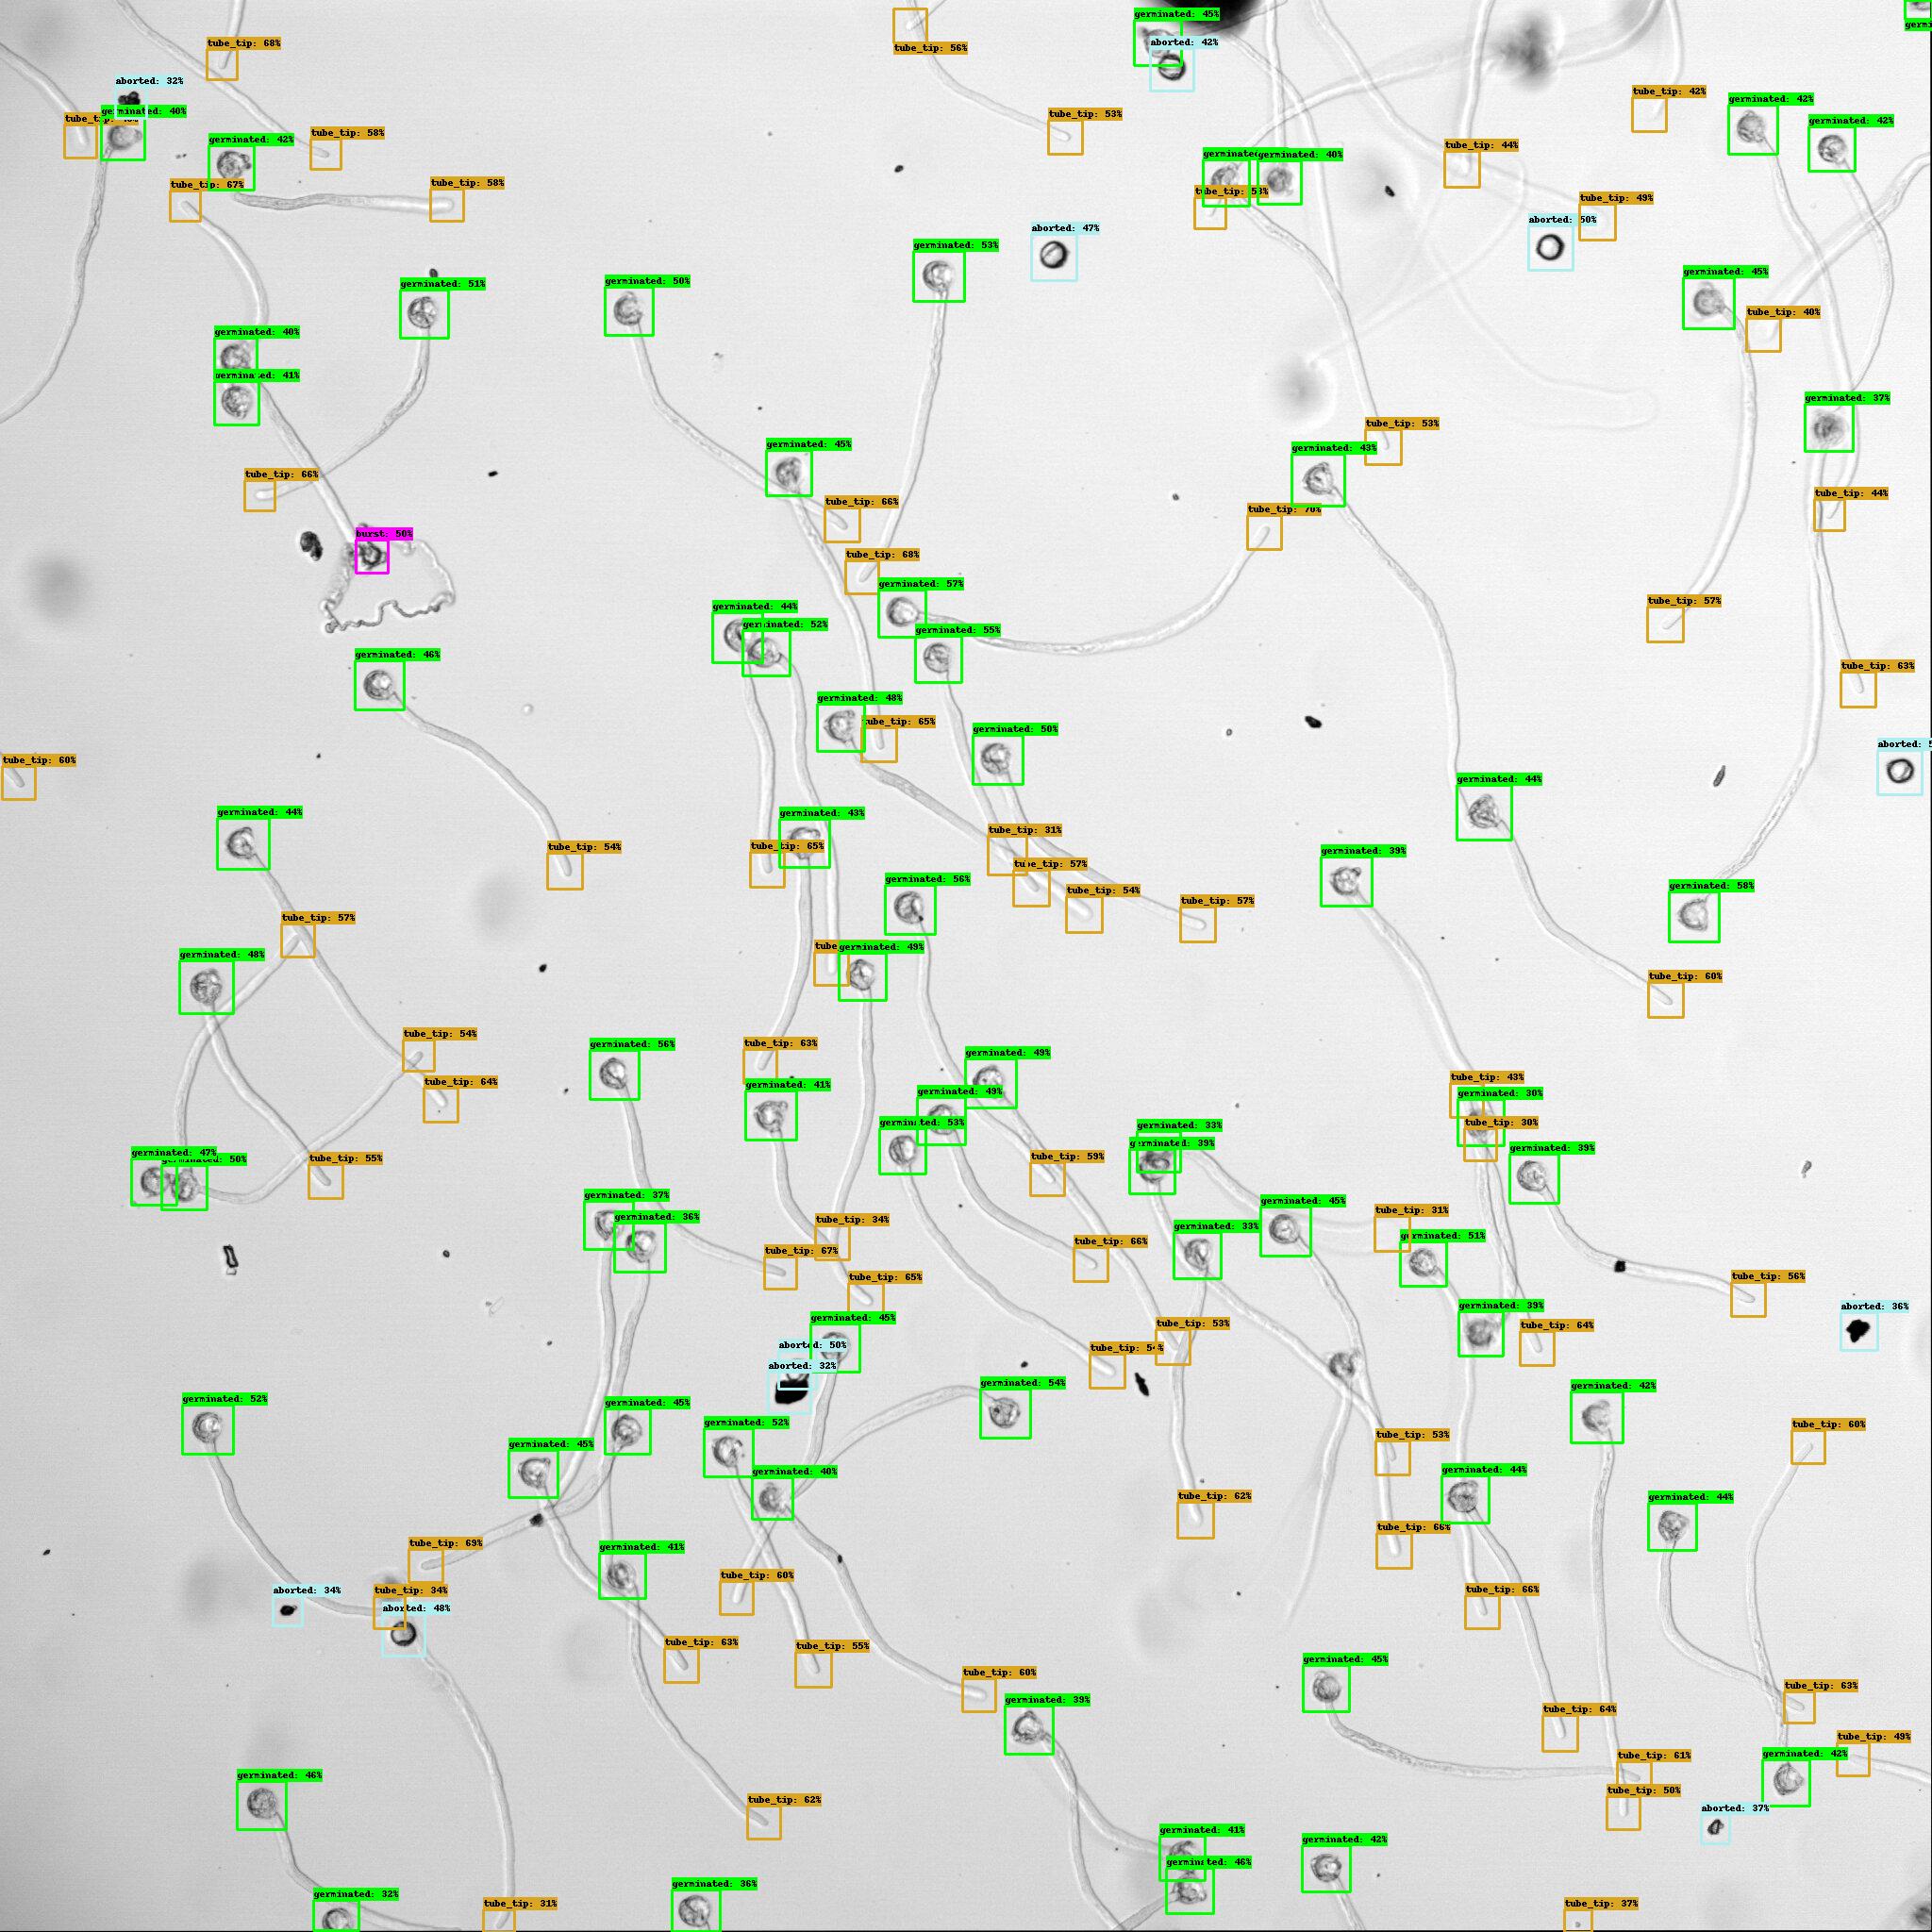 germinated: 45%
tube_tip: 68%
aborted: 42%
tube_tip: 56%
aborted: 32%
tube_tip: 42%
germinated: 42%
germinated: 40%
tube_tip: 53%
germinated: 42%
tube_tip: 58%
germinated: 42%
tube_tip: 44%
germinated: 40%
tube_tip: 67%
tube_tip: 58%
tube_tip: 49%
aborted: 50%
aborted: 47%
germinated: 53%
germinated: 45%
germinated: 51%
germinated: 50%
tube_tip: 40%
germinated: 40%
germinated: 41%
germinated: 37%
tube_tip: 53%
germinated: 45%
germinated: 43%
tube_tip: 66%
tube_tip: 44%
tube_tip: 66%
tube_tip: 70%
burst: 50%
tube_tip: 68%
germinated: 57%
tube_tip: 57%
germinated: 44%
germinated: 52%
germinated: 55%
germinated: 46%
tube_tip: 63%
germinated: 48%
tube_tip: 65%
germinated: 50%
tube_tip: 60%
germinated: 44%
germinated: 44%
germinated: 43%
tube_tip: 31%
tube_tip: 54%
tube_tip: 65%
germinated: 39%
tube_tip: 57%
germinated: 56%
germinated: 58%
tube_tip: 54%
tube_tip: 57%
tube_tip: 57%
germinated: 49%
germinated: 48%
tube_tip: 60%
tube_tip: 54%
germinated: 56%
tube_tip: 63%
germinated: 49%
tube_tip: 43%
tube_tip: 64%
germinated: 41%
germinated: 49%
germinated: 30%
germinated: 53%
germinated: 33%
tube_tip: 30%
germinated: 39%
germinated: 39%
germinated: 47%
germinated: 50%
tube_tip: 55%
tube_tip: 59%
germinated: 37%
germinated: 45%
tube_tip: 31%
germinated: 36%
tube_tip: 34%
germinated: 33%
germinated: 51%
tube_tip: 67%
tube_tip: 66%
tube_tip: 65%
tube_tip: 56%
germinated: 39%
aborted: 36%
germinated: 45%
tube_tip: 53%
tube_tip: 64%
aborted: 50%
tube_tip: 54%
aborted: 32%
germinated: 54%
germinated: 42%
germinated: 52%
germinated: 45%
germinated: 52%
tube_tip: 60%
tube_tip: 53%
germinated: 45%
germinated: 40%
germinated: 44%
tube_tip: 62%
germinated: 44%
tube_tip: 66%
tube_tip: 69%
germinated: 41%
tube_tip: 60%
aborted: 34%
tube_tip: 34%
tube_tip: 66%
aborted: 48%
tube_tip: 63%
tube_tip: 55%
germinated: 45%
tube_tip: 60%
tube_tip: 63%
germinated: 39%
tube_tip: 64%
tube_tip: 49%
tube_tip: 61%
germinated: 42%
germinated: 46%
tube_tip: 50%
tube_tip: 62%
aborted: 37%
germinated: 41%
germinated: 42%
germinated: 46%
germinated: 36%
germinated: 32%
tube_tip: 31%
tube_tip: 37%